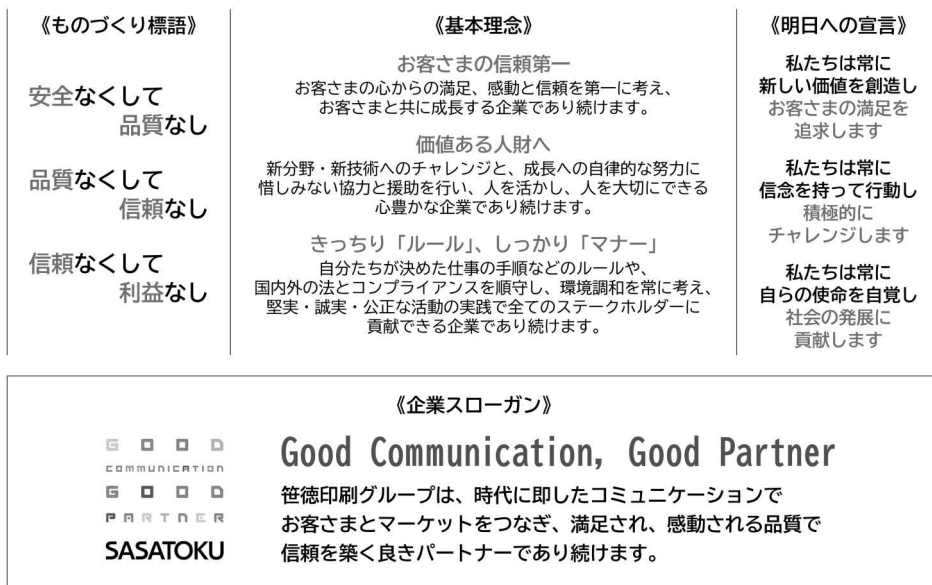 《ものづくり標語》
安全なくして
品質なし
品質なくして
信頼なし
信頼なくして
利益なし
《基本理念》
お客さまの信頼第一
お客さまの心からの満足、感動と信頼を第一に考え、
お客さまと共に成長する企業であり続けます。
価値ある人財へ
新分野・新技術へのチャレンジと、成長への自律的な努力に
惜しみない協力と援助を行い、人を活かし、人を大切にできる
心豊かな企業であり続けます。
きっちり「ルール」、しっかり「マナー」
自分たちが決めた仕事の手順などのルールや、
国内外の法とコンプライアンスを順守し、環境調和を常に考え、
堅実・誠実・公正な活動の実践で全てのステークホルダーに
貢献できる企業であり続けます。
《明日への宣言》
私たちは常に
新しい価値を創造し
お客さまの満足を
追求します
私たちは常に
信念を持って行動し
積極的に
チャレンジします
私たちは常に
自らの使命を自覚し
社会の発展に
貢献します
《企業スローガン》
GOOD
COMMUNICATION
GOOD
PARTNER
SASATOKU
Good Communication, Good Partner
笹徳印刷グループは、時代に即したコミュニケーションで
お客さまとマーケットをつなぎ、満足され、感動される品質で
信頼を築く良きパートナーであり続けます。